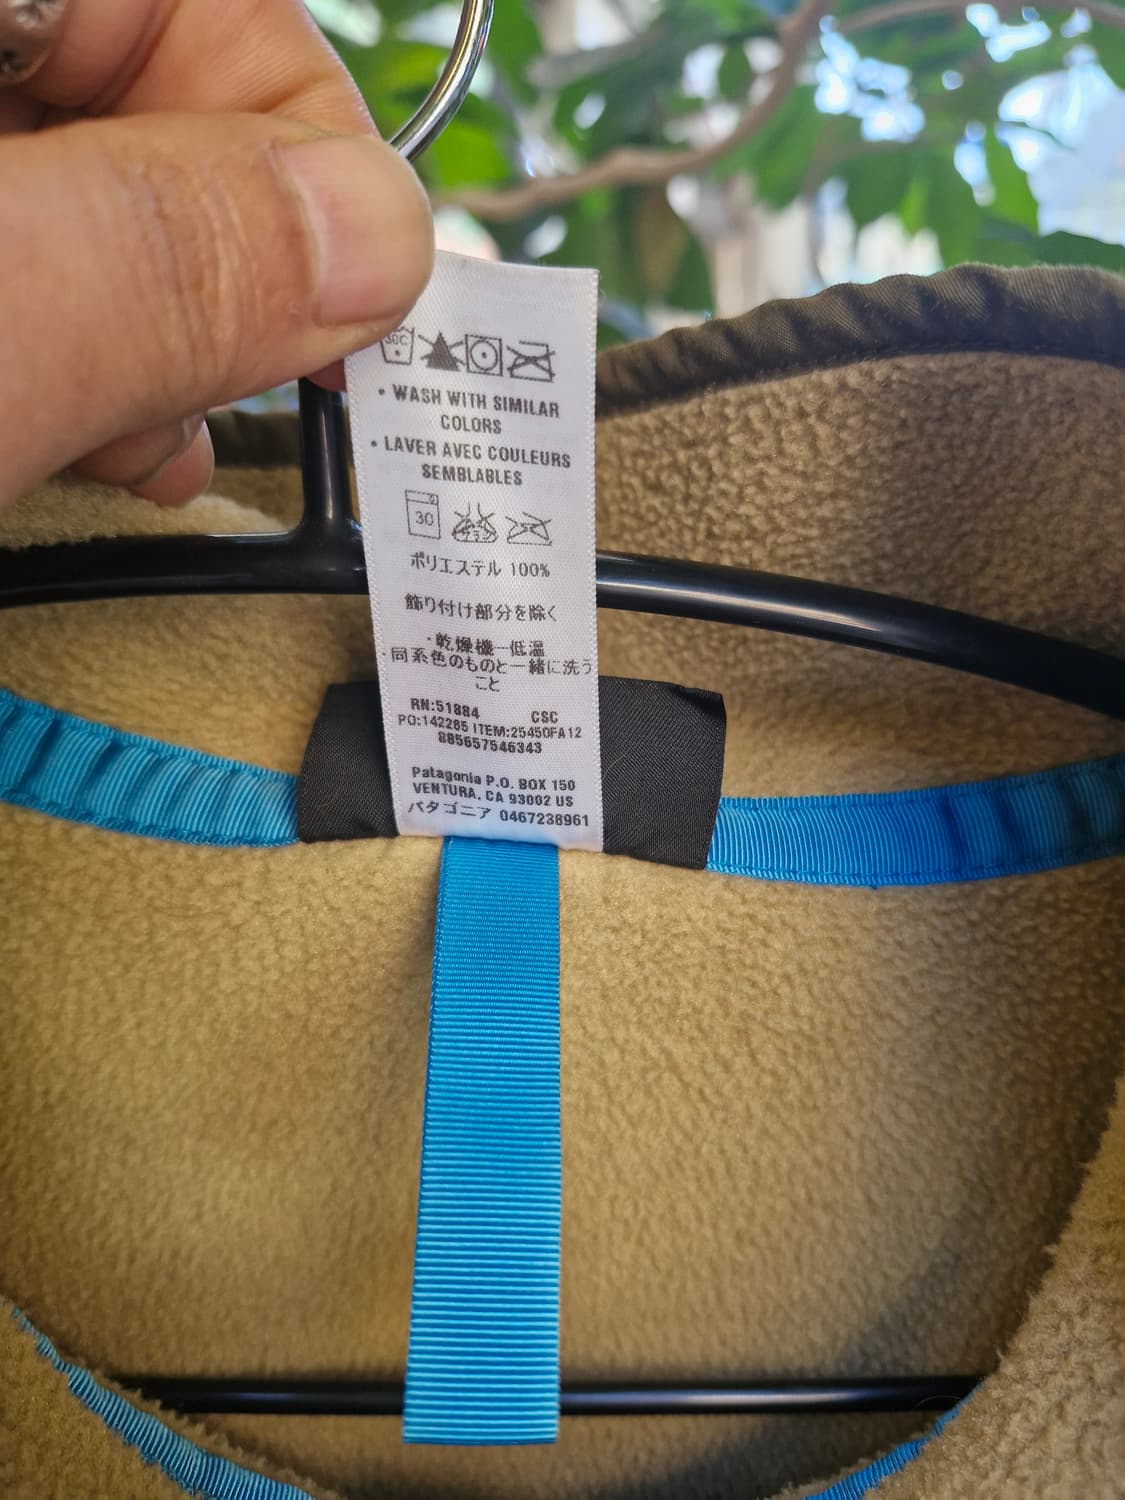 30C
• WASH WITH SIMILAR
COLORS
• LAVER AVEC COULEURS
SEMBLABLES
30
ポリエステル 100%
飾り付け部分を除く
・乾燥機一低温
・同系色のものと一緒に洗う
こと
RN:51884 CSC
PO:142285 ITEM:25450FA12
885657546343
Patagonia P.O. BOX 150
VENTURA, CA 93002 US
パタゴニア 0467238961